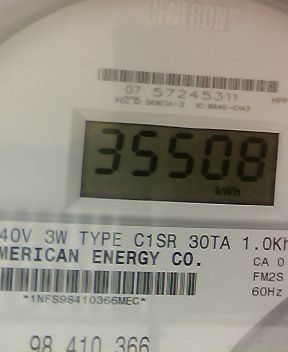 CENTRON®
07 57245311
35508
kWh
40V 3W TYPE C1SR 30TA 1.0Kh
MERICAN ENERGY CO.
CA 0
FM2S
60Hz
*1NFS98410366MEC*
98 410 366